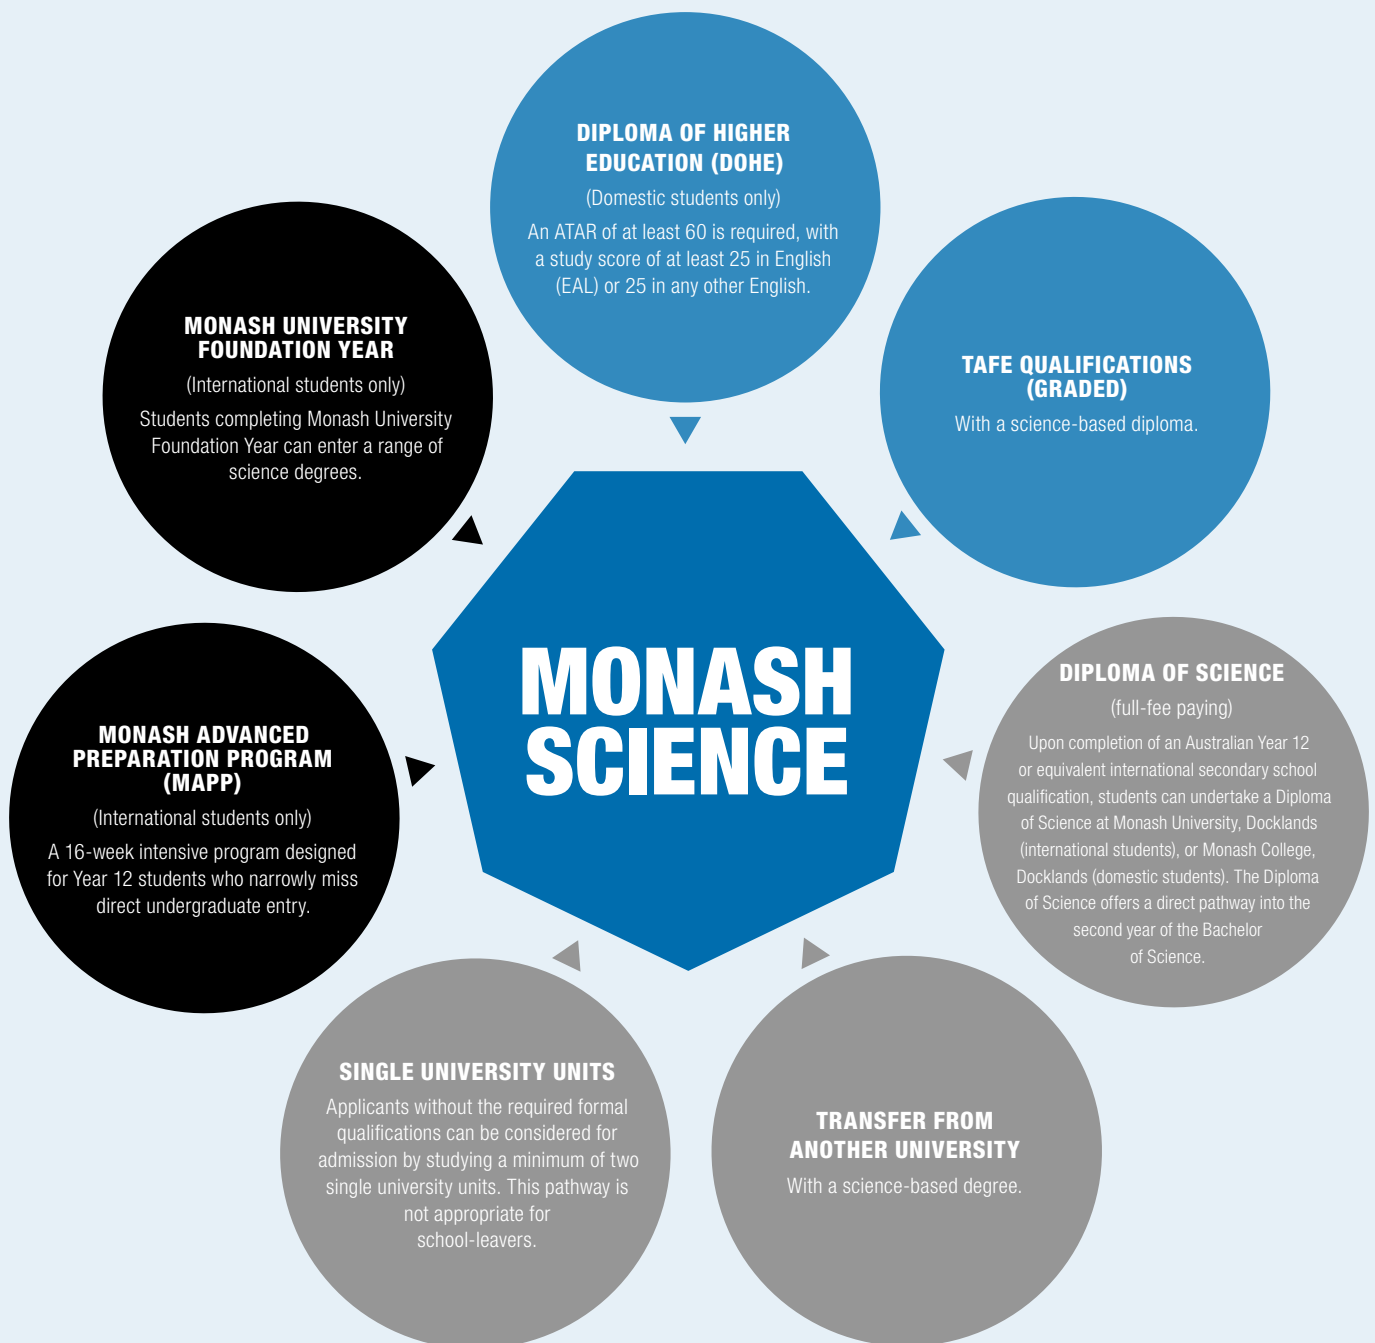 DIPLOMA OF HIGHER
EDUCATION (DOHE)
(Domestic students only)
An ATAR of at least 60 is required, with
a study score of at least 25 in English
(EAL) or 25 in any other English.
MONASH UNIVERSITY
FOUNDATION YEAR
(International students only)
Students completing Monash University
Foundation Year can enter a range of
science degrees.
TAFE QUALIFICATIONS
(GRADED)
With a science-based diploma.
MONASH
SCIENCE
DIPLOMA OF SCIENCE
(full-fee paying)
Upon completion of an Australian Year 12
or equivalent international secondary school
qualification, students can undertake a Diploma
of Science at Monash University, Docklands
(international students), or Monash College,
Docklands (domestic students). The Diploma
of Science offers a direct pathway into the
second year of the Bachelor
of Science.
MONASH ADVANCED
PREPARATION PROGRAM
(MAPP)
(International students only)
A 16-week intensive program designed
for Year 12 students who narrowly miss
direct undergraduate entry.
SINGLE UNIVERSITY UNITS
Applicants without the required formal
qualifications can be considered for
admission by studying a minimum of two
single university units. This pathway is
not appropriate for
school-leavers.
TRANSFER FROM
ANOTHER UNIVERSITY
With a science-based degree.